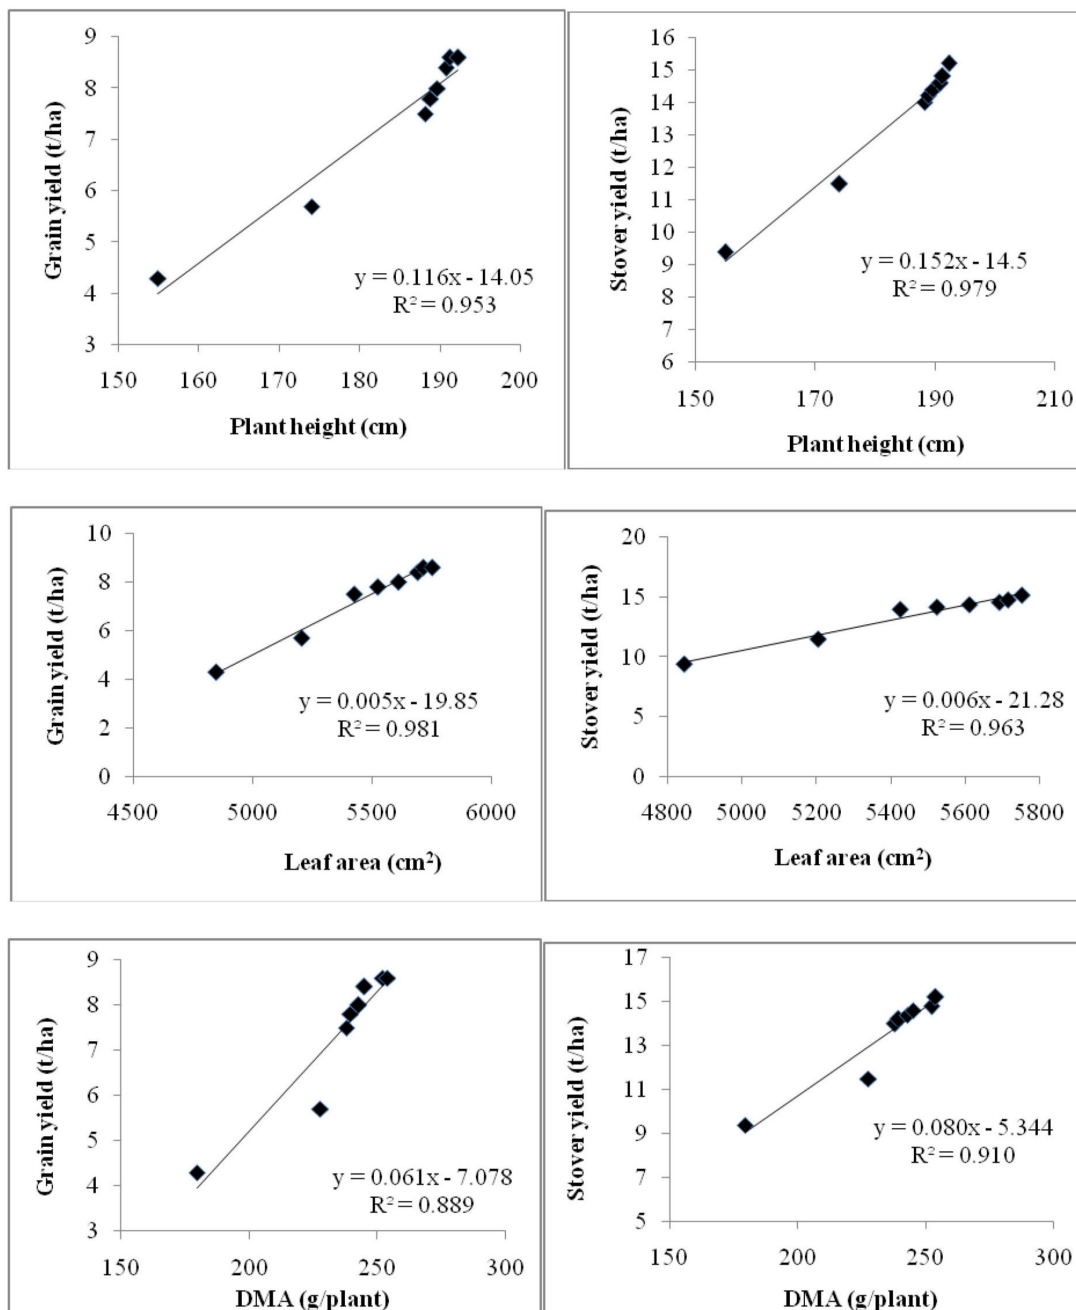 Grain yield (t/ha)
9
8
7
6
5
4
3
y = 0.116x - 14.05
R² = 0.953
150 160 170 180 190 200
Plant height (cm)
Stover yield (t/ha)
16
15
14
13
12
11
10
9
8
7
6
y = 0.152x - 14.5
R² = 0.979
150 170 190 210
Plant height (cm)
Grain yield (t/ha)
10
8
6
4
2
0
y = 0.005x - 19.85
R² = 0.981
4500 5000 5500 6000
Leaf area (cm²)
Stover yield (t/ha)
20
15
10
5
0
y = 0.006x - 21.28
R² = 0.963
4800 5000 5200 5400 5600 5800
Leaf area (cm²)
Grain yield (t/ha)
9
8
7
6
5
4
3
y = 0.061x - 7.078
R² = 0.889
150 200 250 300
DMA (g/plant)
Stover yield (t/ha)
17
15
13
11
9
7
5
y = 0.080x - 5.344
R² = 0.910
150 200 250 300
DMA (g/plant)